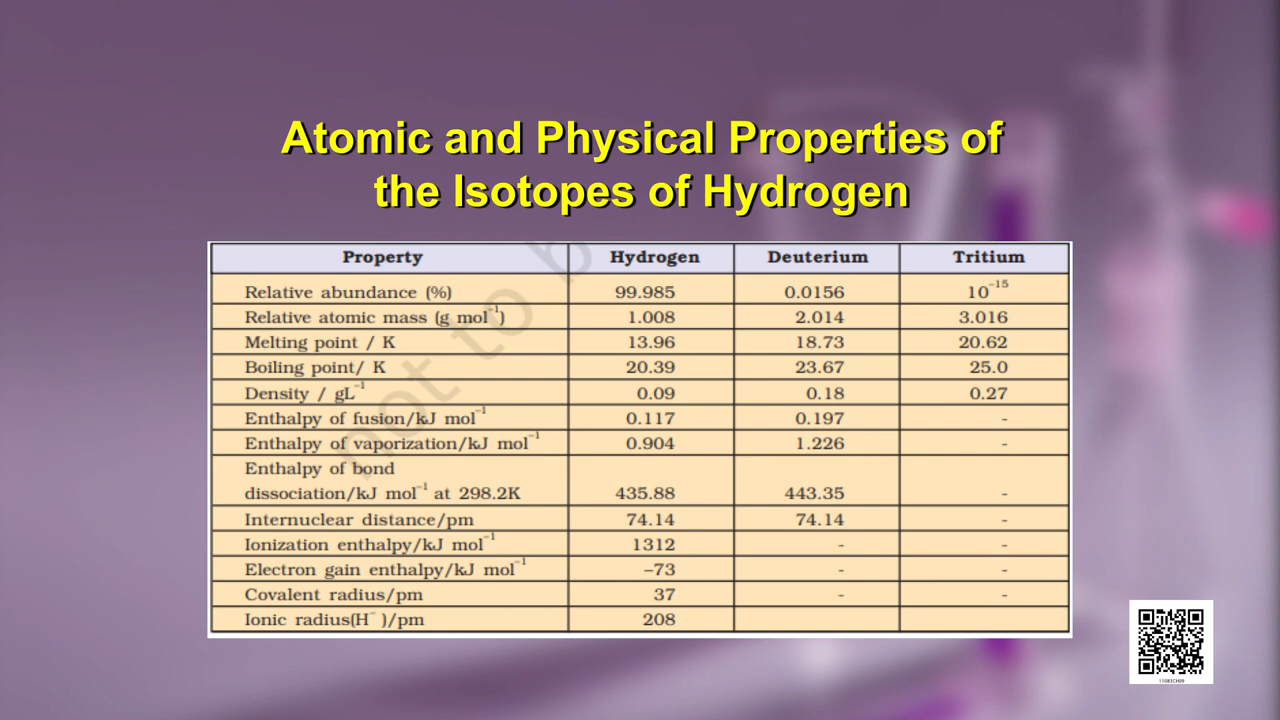 Atomic and Physical Properties of
the Isotopes of Hydrogen
Property Hydrogen Deuterium Tritium
Relative abundance (%) 99.985 0.0156 10⁻¹⁵
Relative atomic mass (g mol⁻¹) 1.008 2.014 3.016
Melting point / K 13.96 18.73 20.62
Boiling point/ K 20.39 23.67 25.0
Density / gL⁻¹ 0.09 0.18 0.27
Enthalpy of fusion/kJ mol⁻¹ 0.117 0.197 -
Enthalpy of vaporization/kJ mol⁻¹ 0.904 1.226 -
Enthalpy of bond
dissociation/kJ mol⁻¹ at 298.2K 435.88 443.35 -
Internuclear distance/pm 74.14 74.14 -
Ionization enthalpy/kJ mol⁻¹ 1312 - -
Electron gain enthalpy/kJ mol⁻¹ –73 - -
Covalent radius/pm 37 - -
Ionic radius(H⁻ )/pm 208
not to b
11082CH09